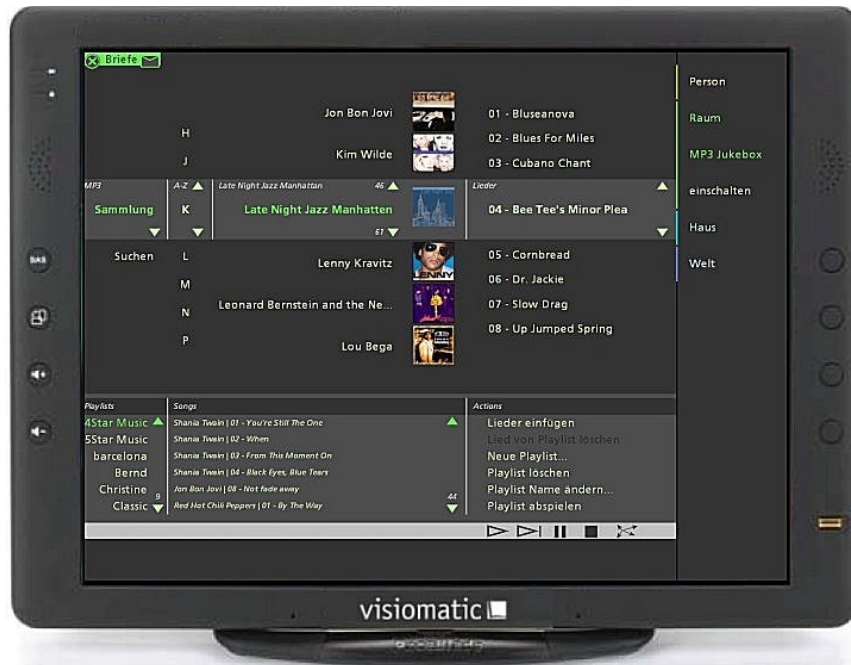 Briefe
Person
Raum
MP3 Jukebox
einschalten
Haus
Welt
H
J
Jon Bon Jovi
Kim Wilde
01 - Bluseanova
02 - Blues For Miles
03 - Cubano Chant
MP3
A-Z
Late Night Jazz Manhattan
46
Lieder
Sammlung
K
Late Night Jazz Manhatten
04 - Bee Tee's Minor Plea
61
Suchen
L
M
N
P
Lenny Kravitz
Leonard Bernstein and the Ne...
Lou Bega
LENNY
05 - Cornbread
06 - Dr. Jackie
07 - Slow Drag
08 - Up Jumped Spring
Playlists
Songs
Actions
4Star Music
5Star Music
barcelona
Bernd
Christine
Classic
9
Shania Twain | 01 - You're Still The One
Shania Twain | 02 - When
Shania Twain | 03 - From This Moment On
Shania Twain | 04 - Black Eyes, Blue Tears
Jon Bon Jovi | 08 - Not fade away
Red Hot Chili Peppers | 01 - By The Way
44
Lieder einfügen
Lied von Playlist löschen
Neue Playlist...
Playlist löschen
Playlist Name ändern...
Playlist abspielen
SAS
visiomatic